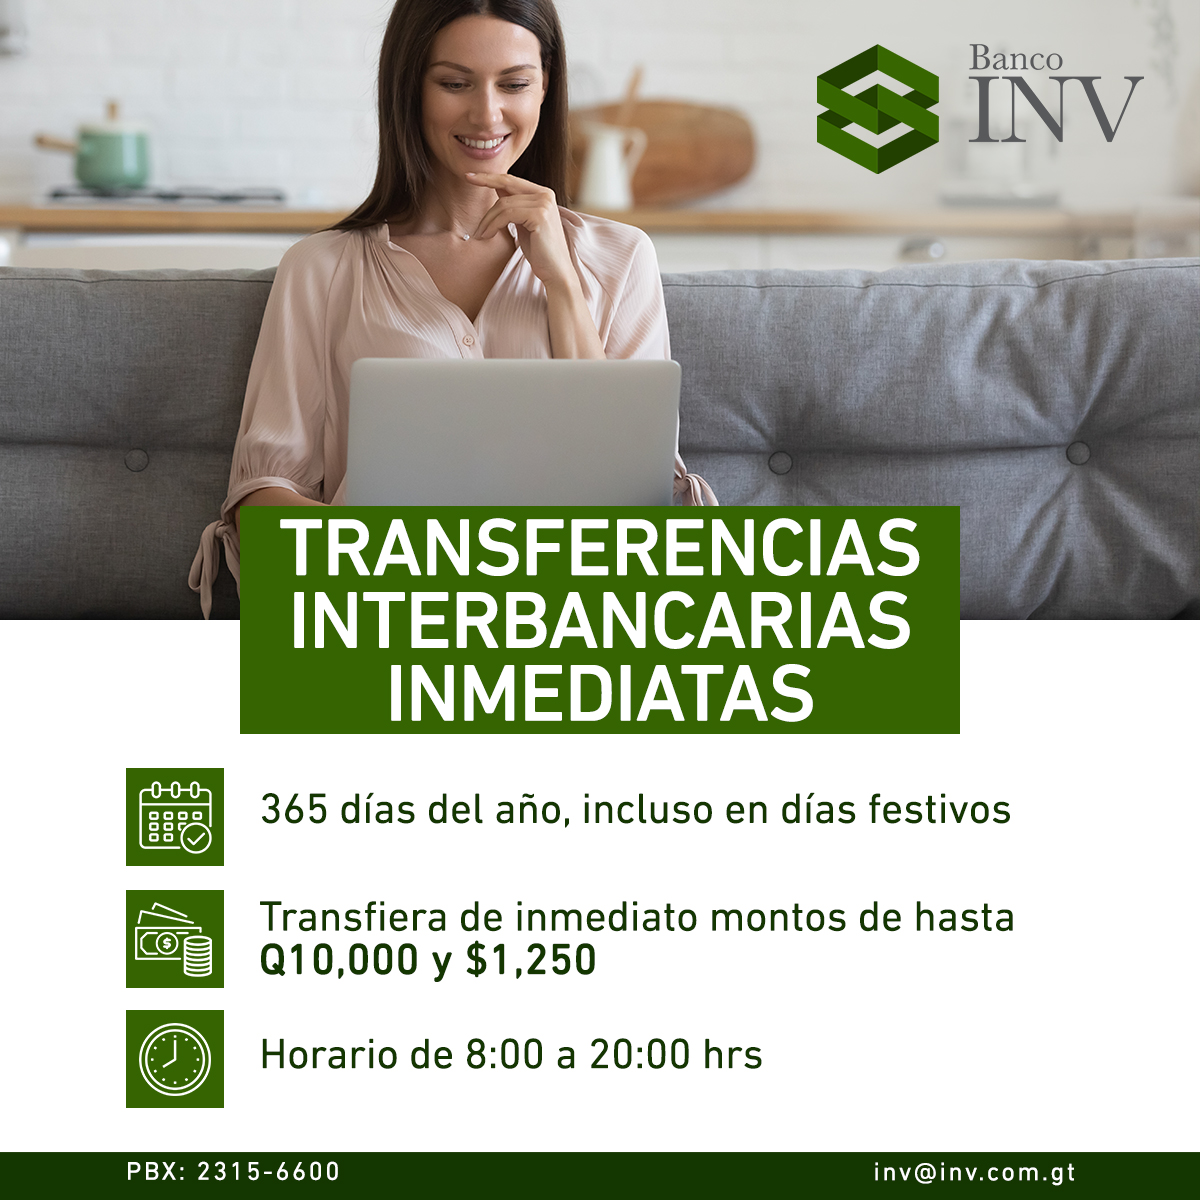 Banco
INV
TRANSFERENCIAS
INTERBANCARIAS
INMEDIATAS
365 días del año, incluso en días festivos
Transfiera de inmediato montos de hasta
Q10,000 y $1,250
Horario de 8:00 a 20:00 hrs
PBX: 2315-6600
inv@inv.com.gt